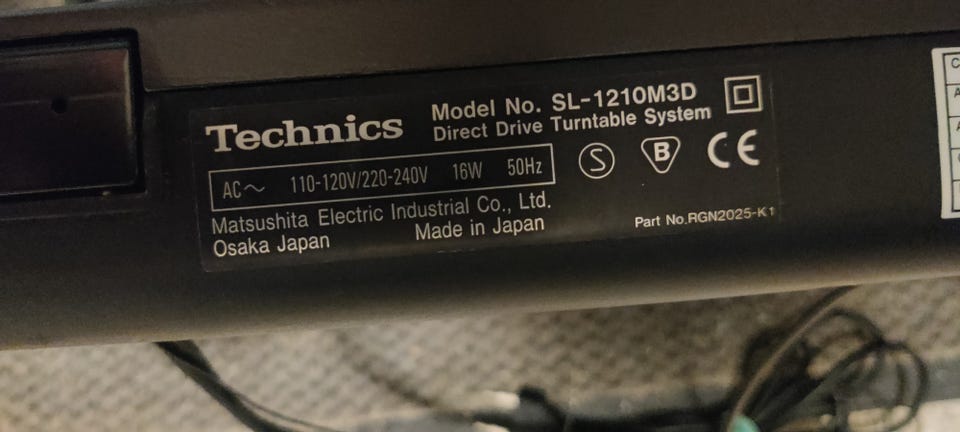 Technics
Model No. SL-1210M3D
Direct Drive Turntable System
AC～ 110-120V/220-240V 16W 50Hz
S B CE
Matsushita Electric Industrial Co., Ltd.
Osaka Japan Made in Japan
Part No.RGN2025-K1